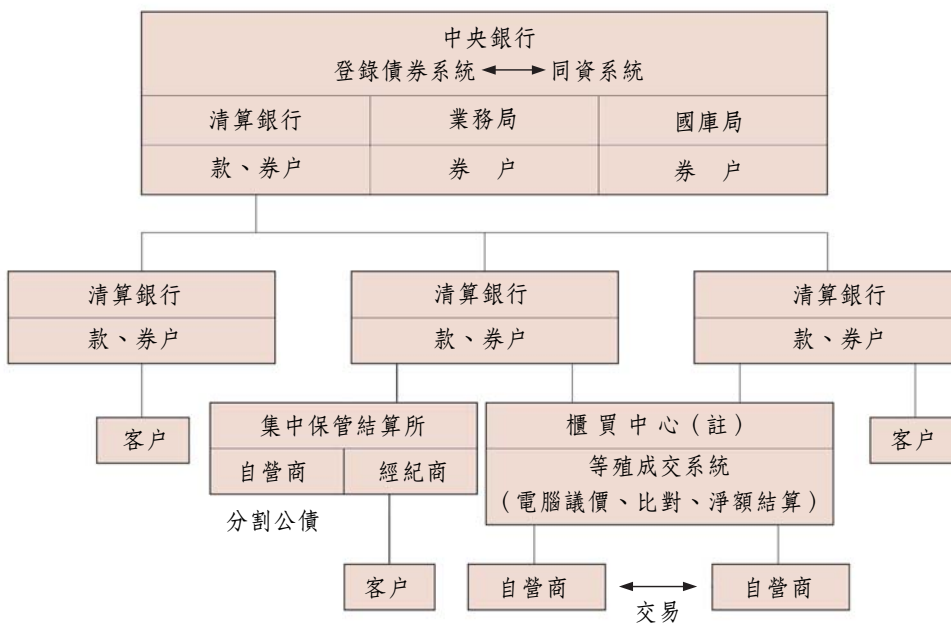 中央銀行
登錄債券系統 同資系統
清算銀行 業務局 國庫局
款、券户 券 户 券 户
清算銀行 清算銀行 清算銀行
款、券户 款、券户 款、券户
客户 集中保管結算所 櫃買中心（註） 客户
自營商 經紀商 等殖成交系統
（電腦議價、比對、淨額結算）
分割公債
客户 自營商 自營商
交易